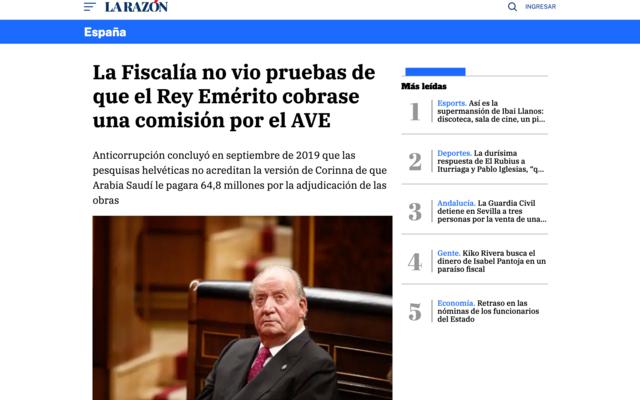 LA RAZÓN
INGRESAR
España
La Fiscalía no vio pruebas de
que el Rey Emérito cobrase
una comisión por el AVE
Anticorrupción concluyó en septiembre de 2019 que las
pesquisas helvéticas no acreditan la versión de Corinna de que
Arabia Saudí le pagara 64,8 millones por la adjudicación de las
obras
Más leídas
1
Esports. Así es la
supermansión de Ibai Llanos:
discoteca, sala de cine, un pi...
2
Deportes. La durísima
respuesta de El Rubius a
Iturriaga y Pablo Iglesias, "q...
3
Andalucía. La Guardia Civil
detiene en Sevilla a tres
personas por la venta de una...
4
Gente. Kiko Rivera busca el
dinero de Isabel Pantoja en un
paraíso fiscal
5
Economía. Retraso en las
nóminas de los funcionarios
del Estado